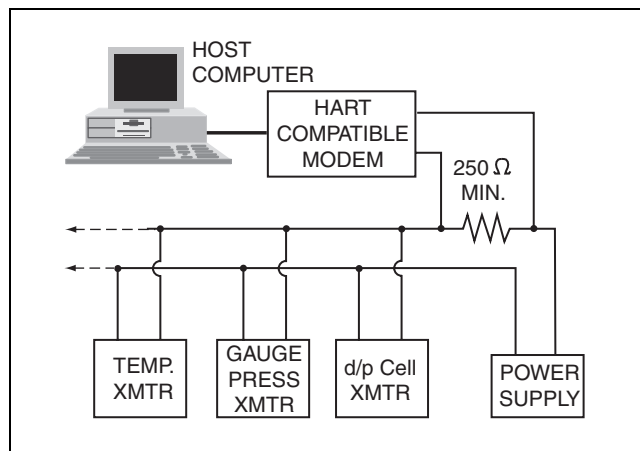 HOST
COMPUTER
HART
COMPATIBLE
MODEM
250 Ω
MIN.
TEMP.
XMTR
GAUGE
PRESS
XMTR
d/p Cell
XMTR
POWER
SUPPLY